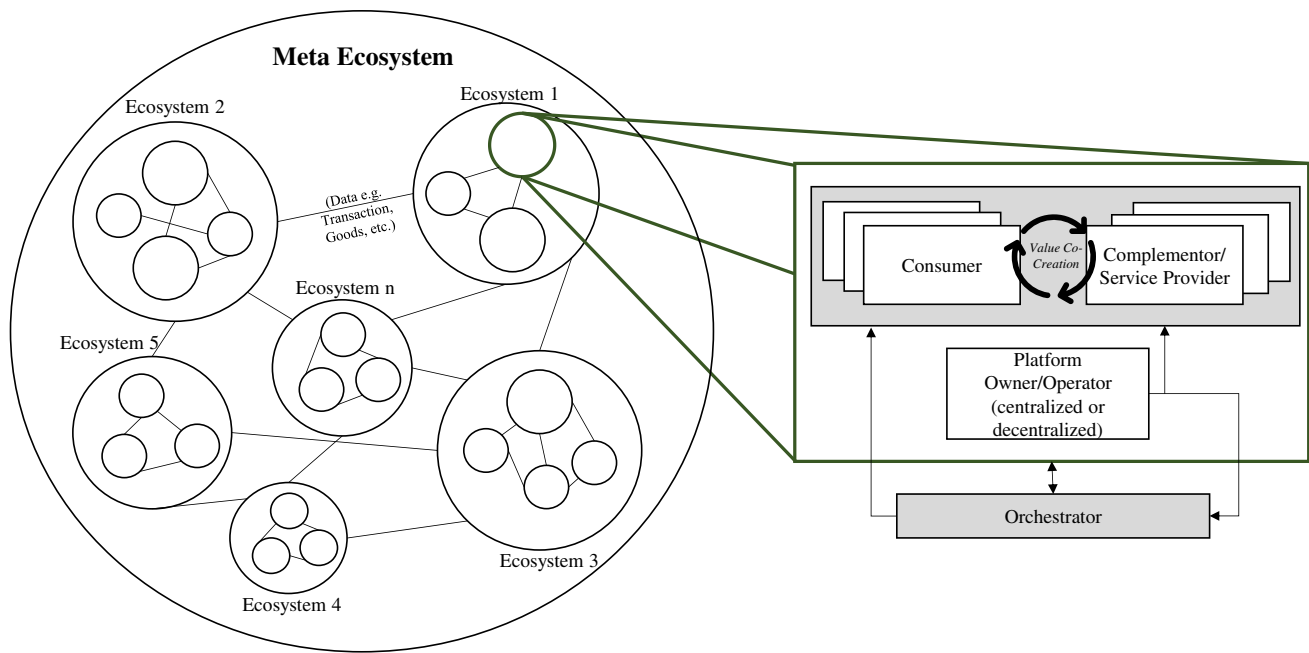 Meta Ecosystem
Ecosystem 1
Ecosystem 2
(Data e.g.
Transaction,
Goods, etc.)
Ecosystem n
Ecosystem 5
Ecosystem 3
Ecosystem 4
Consumer
Value Co-
Creation
Complementor/
Service Provider
Platform
Owner/Operator
(centralized or
decentralized)
Orchestrator